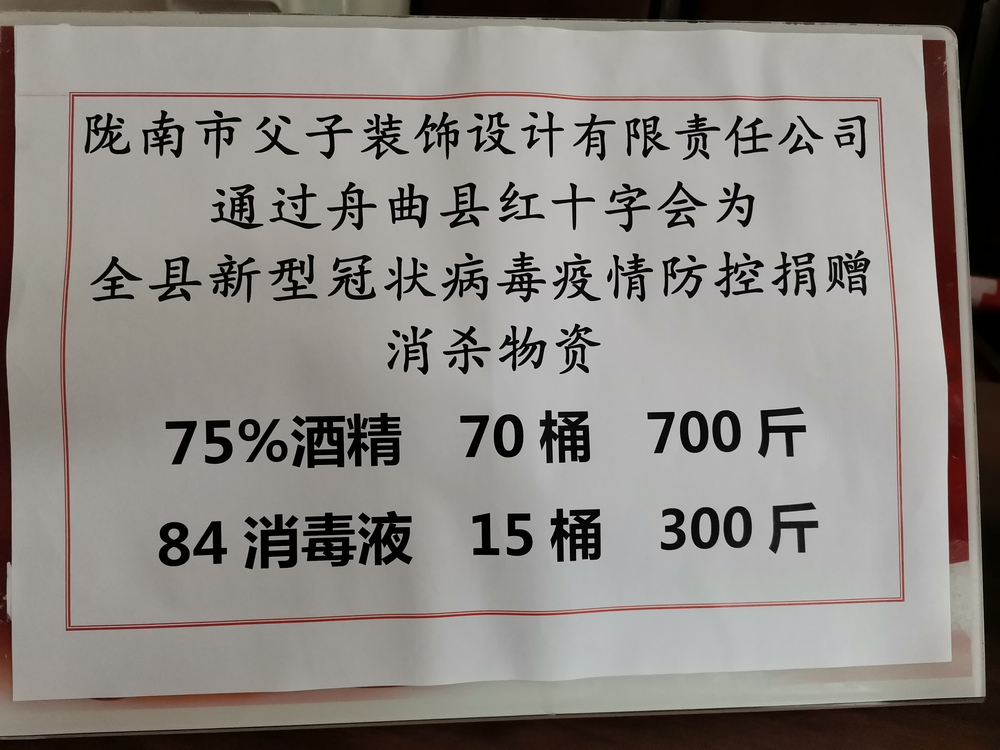 陇南市父子装饰设计有限责任公司
通过舟曲县红十字会为
全县新型冠状病毒疫情防控捐赠
消杀物资
75%酒精 70桶 700斤
84消毒液 15桶 300斤